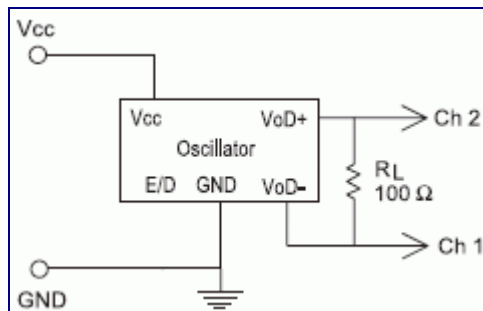 Vcc
Vcc VoD+ Ch 2
Oscillator
RL
100 Ω
E/D GND VoD-
Ch 1
GND